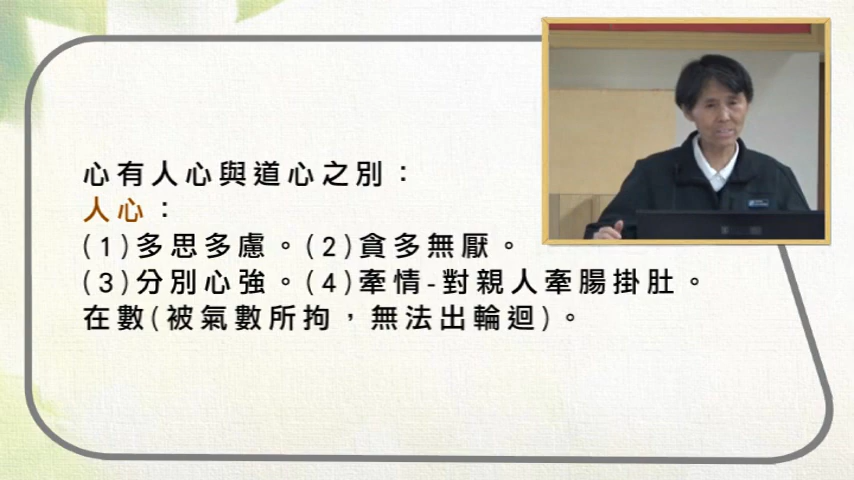 心有人心與道心之別：
人心：
(1)多思多慮。(2)貪多無厭。
(3)分別心強。(4)牽情-對親人牽腸掛肚。
在數(被氣數所拘，無法出輪迴)。